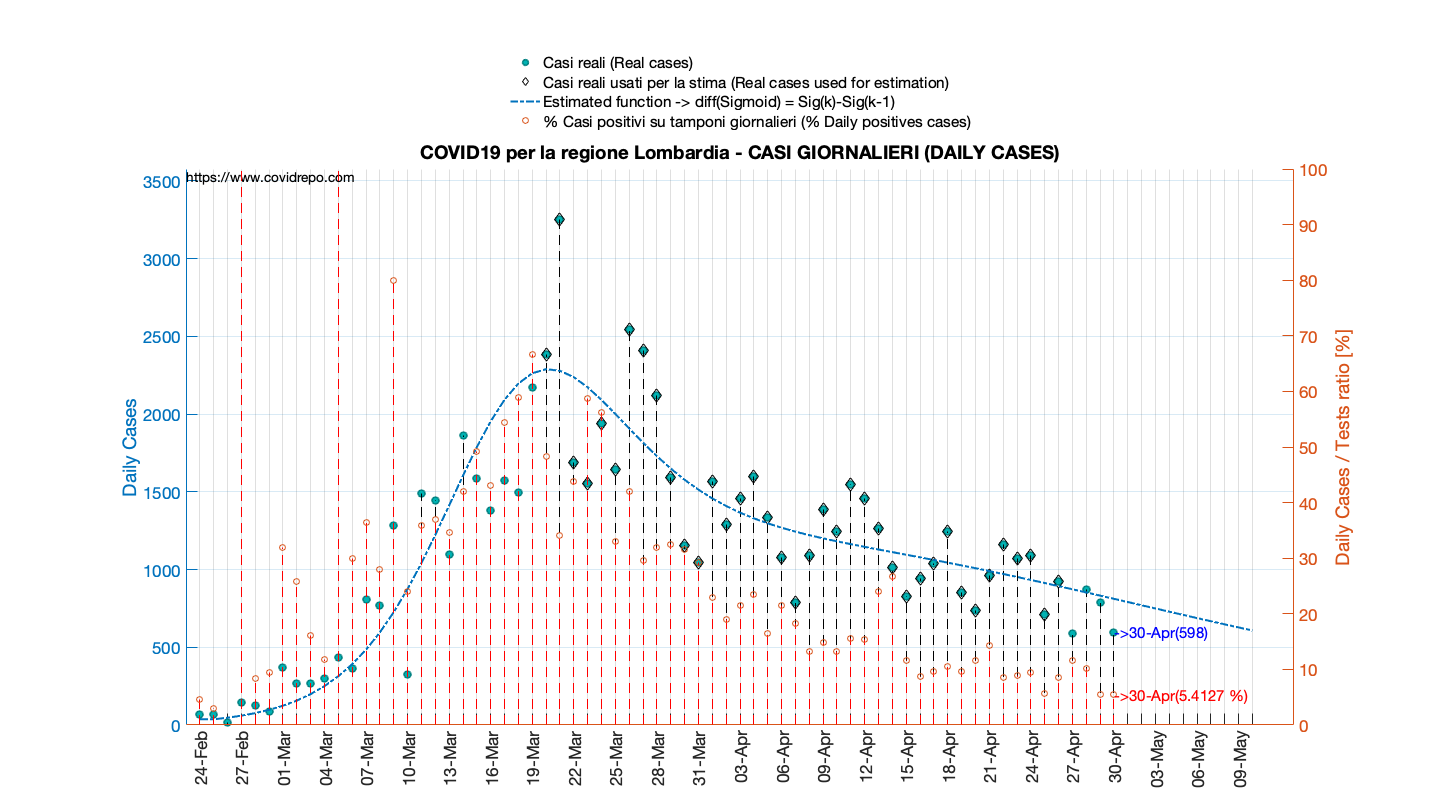 Casi reali (Real cases)
Casi reali usati per la stima (Real cases used for estimation)
Estimated function -> diff(Sigmoid) = Sig(k)-Sig(k-1)
% Casi positivi su tamponi giornalieri (% Daily positives cases)
COVID19 per la regione Lombardia - CASI GIORNALIERI (DAILY CASES)
https://www.covidrepo.com
3500
3000
2500
2000
1500
1000
500
0
Daily Cases
100
90
80
70
60
50
40
30
20
10
0
Daily Cases / Tests ratio [%]
->30-Apr(598)
->30-Apr(5.4127 %)
24-Feb
27-Feb
01-Mar
04-Mar
07-Mar
10-Mar
13-Mar
16-Mar
19-Mar
22-Mar
25-Mar
28-Mar
31-Mar
03-Apr
06-Apr
09-Apr
12-Apr
15-Apr
18-Apr
21-Apr
24-Apr
27-Apr
30-Apr
03-May
06-May
09-May